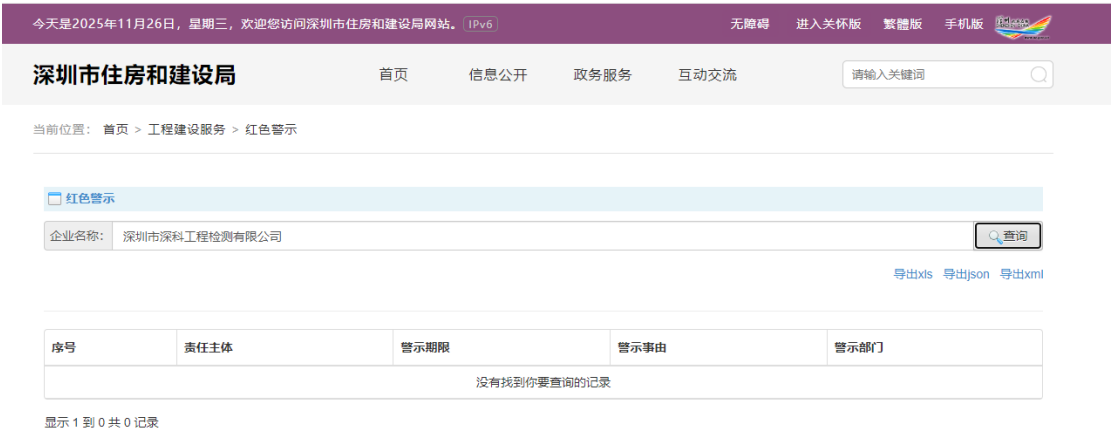 今天是2025年11月26日，星期三，欢迎您访问深圳市住房和建设局网站。 IPv6 无障碍 进入关怀版 繁體版 手机版
深圳市住房和建设局 首页 信息公开 政务服务 互动交流 请输入关键词
当前位置： 首页 > 工程建设服务 > 红色警示
红色警示
企业名称： 深圳市深科工程检测有限公司 查询
导出xls 导出json 导出xml
序号 责任主体 警示期限 警示事由 警示部门
没有找到你要查询的记录
显示 1 到 0 共 0 记录